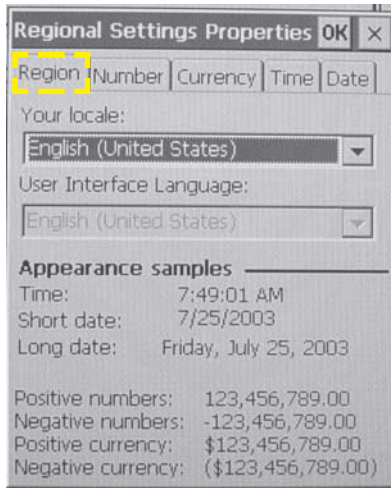 Regional Settings Properties OK ×
Region Number Currency Time Date
Your locale:
English (United States)
User Interface Language:
English (United States)
Appearance samples
Time: 7:49:01 AM
Short date: 7/25/2003
Long date: Friday, July 25, 2003
Positive numbers: 123,456,789.00
Negative numbers: -123,456,789.00
Positive currency: $123,456,789.00
Negative currency: ($123,456,789.00)